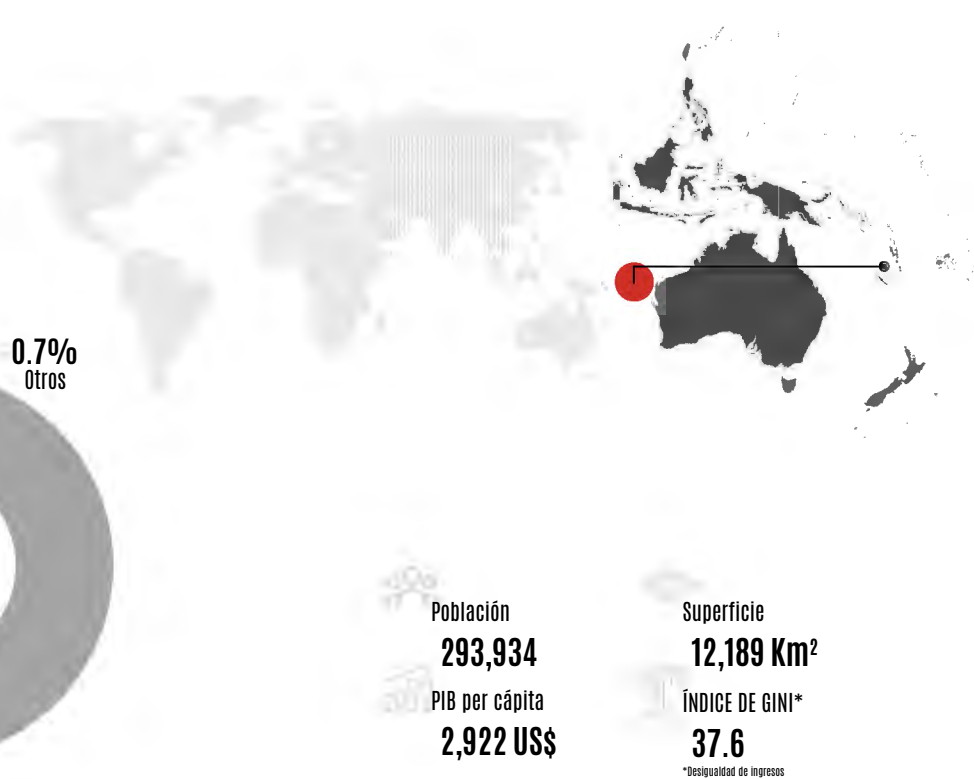 0.7%
Otros
Población
293,934
Superficie
12,189 Km²
PIB per cápita
2,922 US$
ÍNDICE DE GINI*
37.6
*Desigualdad de ingresos